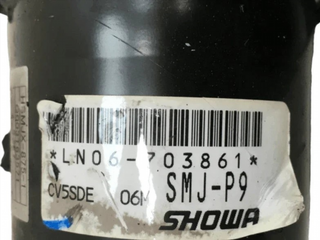 *LN06-703861*
CV5SDE 06M SMJ-P9
SHOWA